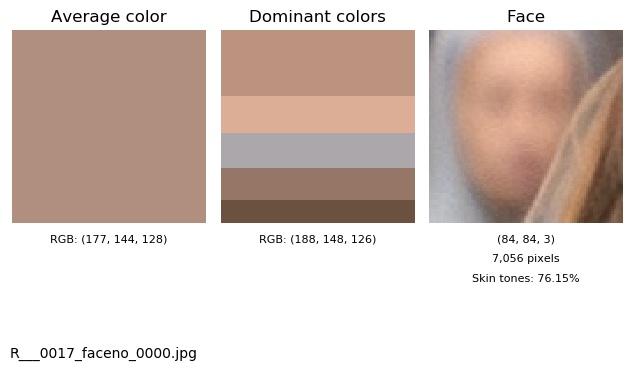 Average color
Dominant colors
Face
RGB: (177, 144, 128)
RGB: (188, 148, 126)
(84, 84, 3)
7,056 pixels
Skin tones: 76.15%
R___0017_faceno_0000.jpg